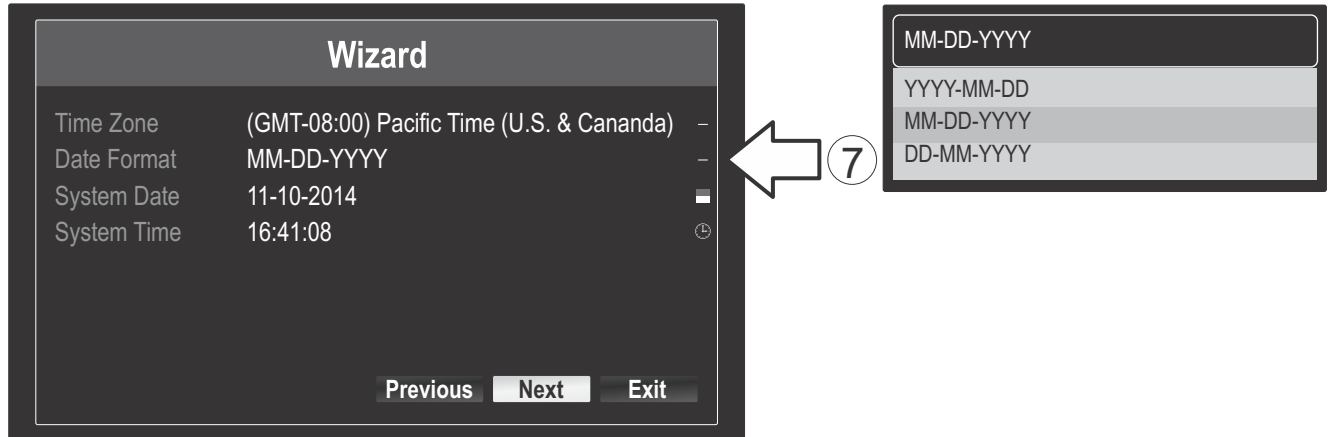 Wizard
Time Zone (GMT-08:00) Pacific Time (U.S. & Cananda)
Date Format MM-DD-YYYY
System Date 11-10-2014
System Time 16:41:08
Previous Next Exit
7
MM-DD-YYYY
YYYY-MM-DD
MM-DD-YYYY
DD-MM-YYYY